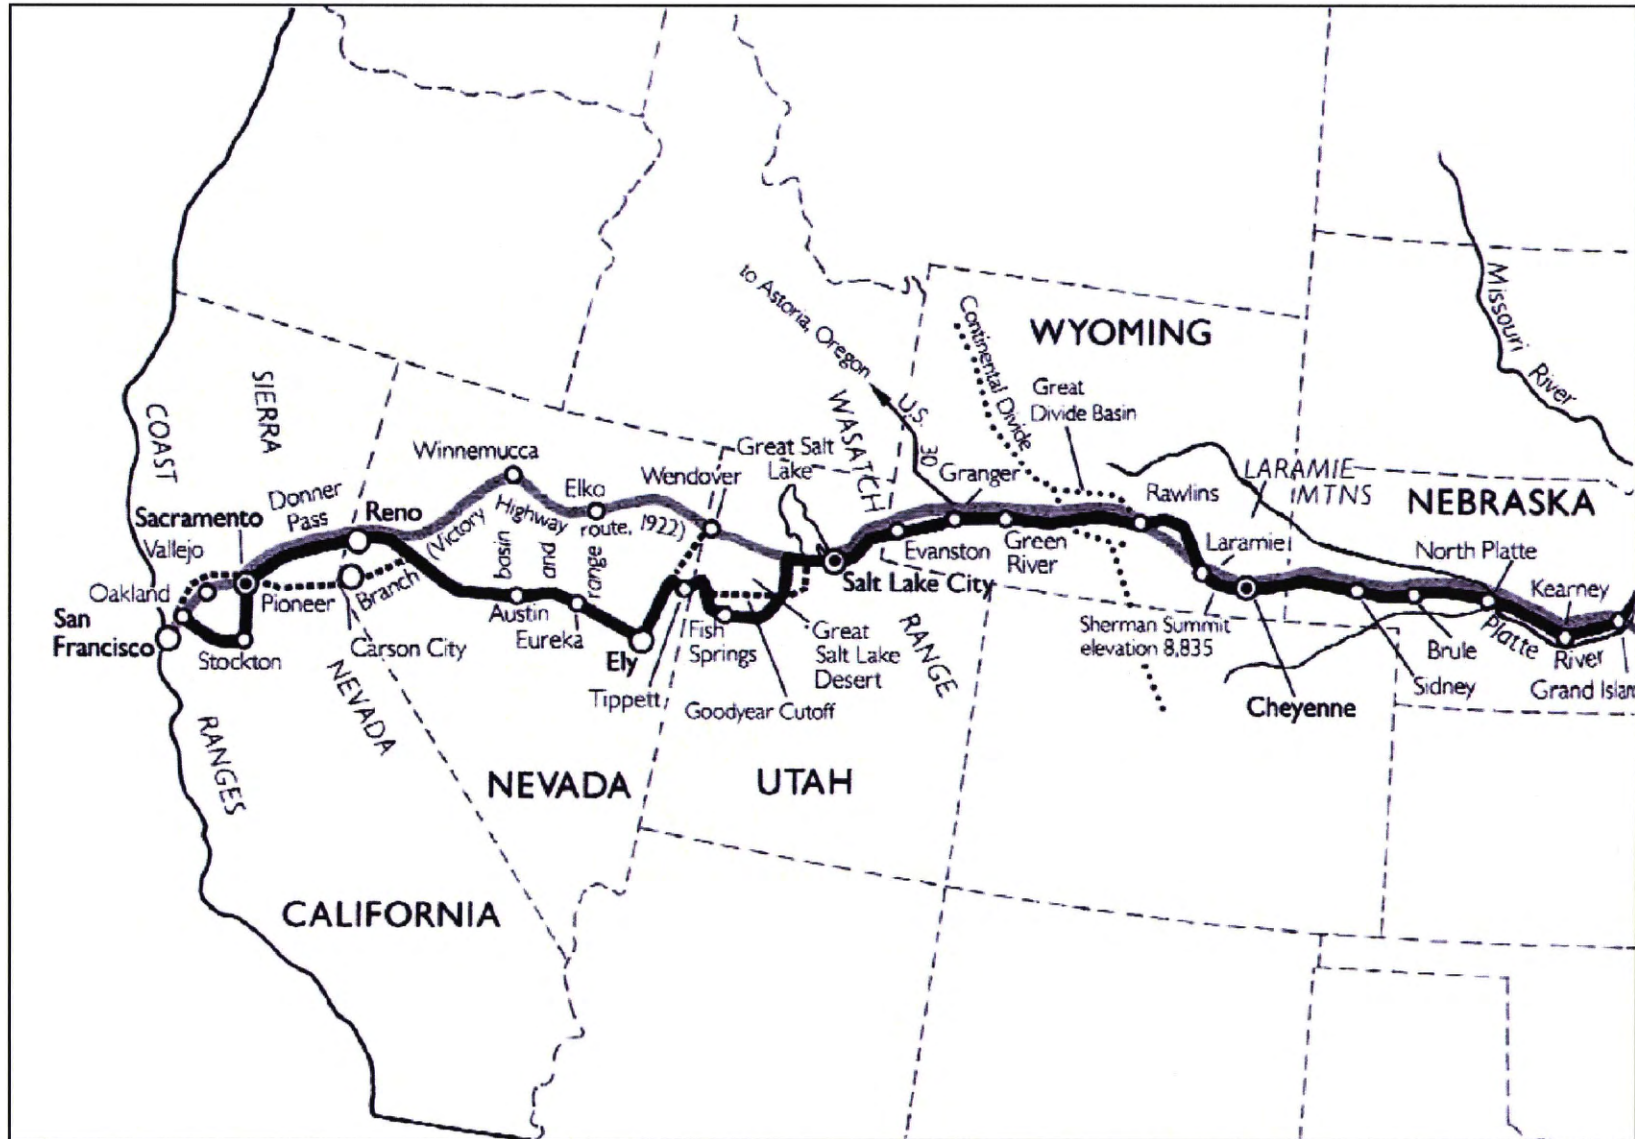 Missouri
River
to Astoria, Oregon
U.S.
30
Continental Divide
WYOMING
Great
Divide Basin
COAST
RANGES
SIERRA
NEVADA
WASATCH
RANGE
LARAMIE
MTNS
NEBRASKA
Winnemucca
Elko
Wendover
Great Salt
Lake
Granger
Rawlins
Donner
Pass
Reno
(Victory Highway route, 1922)
basin
and
range
Sacramento
Vallejo
Oakland
San
Francisco
Stockton
Pioneer
Branch
Carson City
Austin
Eureka
Ely
Tippett
Fish
Springs
Goodyear Cutoff
Great
Salt Lake
Desert
Salt Lake City
Evanston
Green
River
Laramie
Sherman Summit
elevation 8,835
Cheyenne
North Platte
Kearney
Brule
Sidney
Platte
River
Grand Islan
NEVADA
UTAH
CALIFORNIA